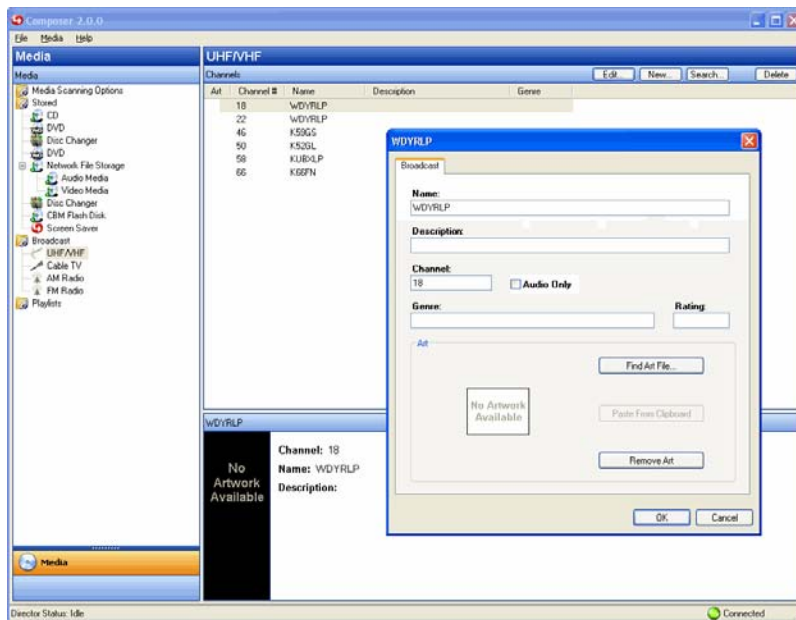 Composer 2.0.0
File Media Help
Media
UHF/VHF
Media
Channels
Edit... New... Search... Delete
Art Channel # Name Description Genre
Media Scanning Options
Stored
CD
DVD
Disc Changer
DVD
Network File Storage
Audio Media
Video Media
Disc Changer
CBM Flash Disk
Screen Saver
Broadcast
UHF/VHF
Cable TV
AM Radio
FM Radio
Playlists
18 WDYRLP
22 WDYRLP
46 K59GS
50 K52GL
58 KUBXLP
66 K66FN
WDYRLP
Broadcast
Name:
WDYRLP
Description:
Channel:
18
Audio Only
Genre: Rating:
Art
Find Art File...
No Artwork
Available
Paste From Clipboard
Remove Art
OK Cancel
WDYRLP
No
Artwork
Available
Channel: 18
Name: WDYRLP
Description:
Media
Director Status: Idle
Connected